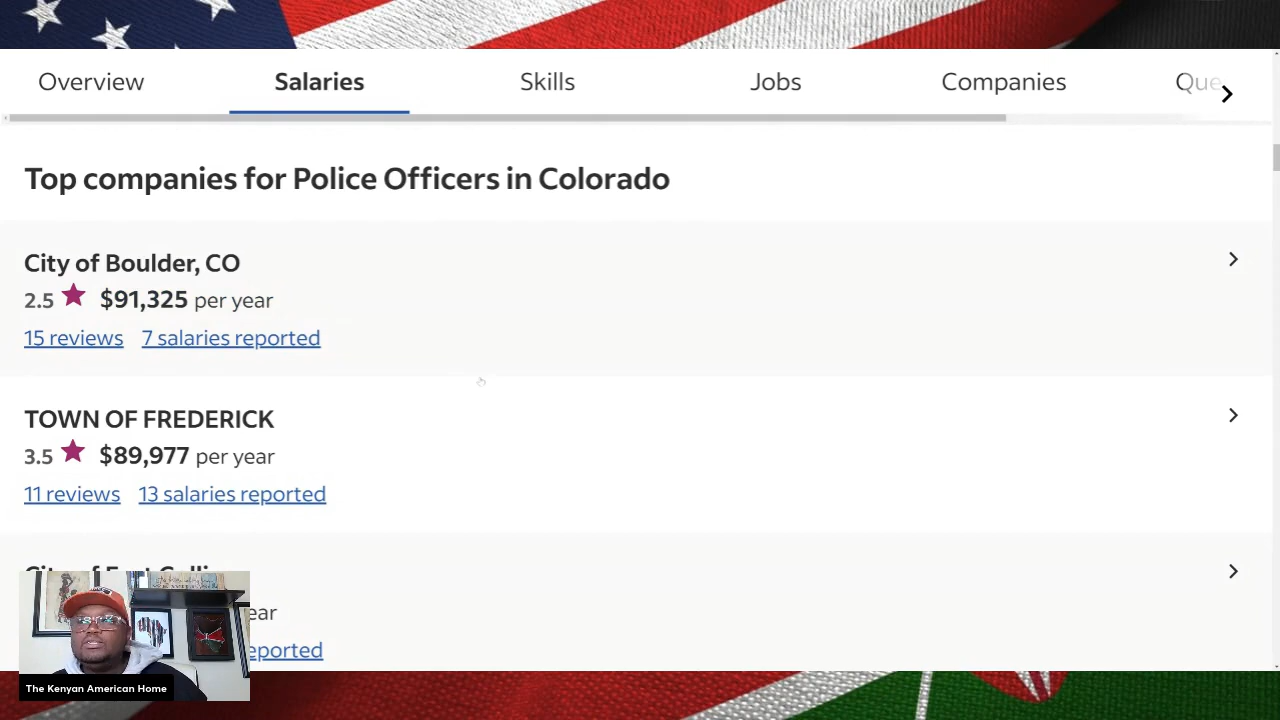 Overview Salaries Skills Jobs Companies
Top companies for Police Officers in Colorado
City of Boulder, CO
2.5 $91,325 per year
15 reviews 7 salaries reported
TOWN OF FREDERICK
3.5 $89,977 per year
11 reviews 13 salaries reported
The Kenyan American Home